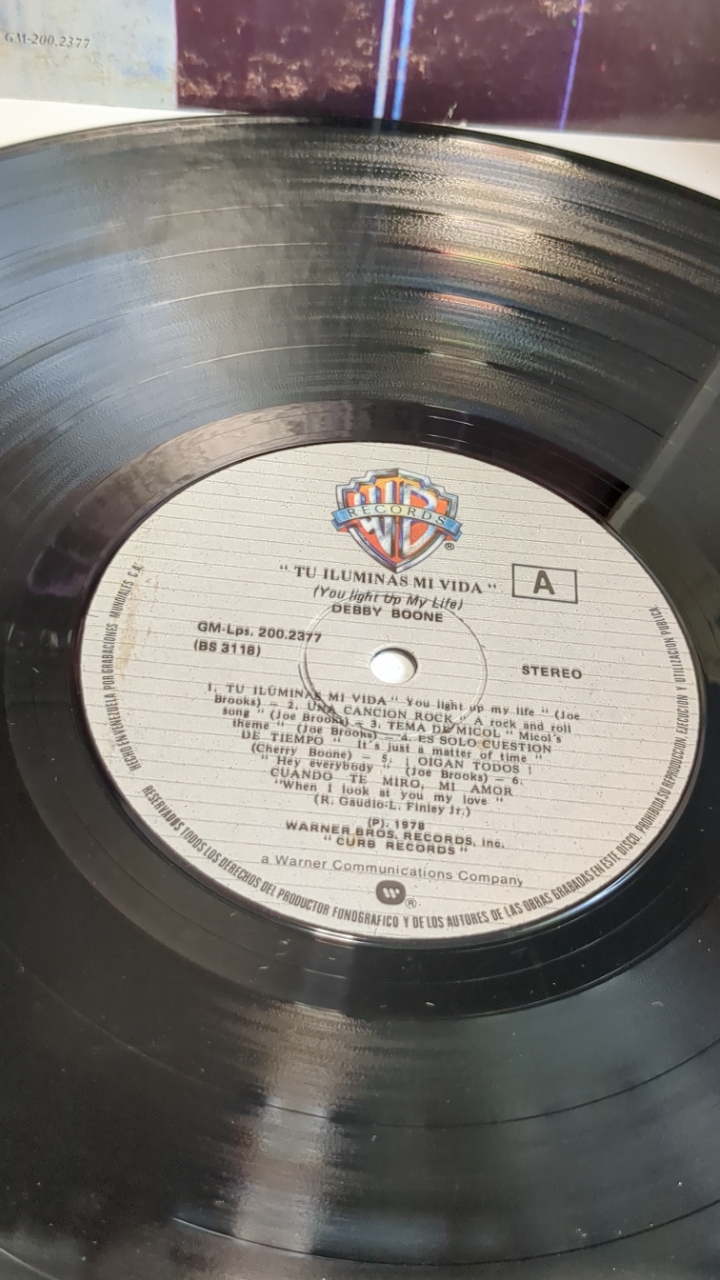 GM-200.2377
RECORDS
®
“ TU ILUMINAS MI VIDA “
A
(You light Up My Life)
DEBBY BOONE
GM-Lps. 200.2377
(BS 3118)
STEREO
1. TU ILUMINAS MI VIDA “ You light up my life “ (Joe
Brooks) — 2. UNA CANCION ROCK “ A rock and roll
song “ (Joe Brooks) — 3. TEMA DE MICOL “ Micol's
theme “ (Joe Brooks) — 4. ES SOLO CUESTION
DE TIEMPO “ It's just a matter of time “
(Cherry Boone) — 5. ¡ OIGAN TODOS !
“ Hey everybody “ (Joe Brooks) — 6.
CUANDO TE MIRO, MI AMOR
“When I look at you my love “
(R. Gaudio-L. Finley Jr.)
(P). 1978
WARNER BROS. RECORDS, Inc.
“ CURB RECORDS “
a Warner Communications Company
®
HECHO EN VENEZUELA POR GRABACIONES MUNDIALES C.A.
RESERVADOS TODOS LOS DERECHOS DEL PRODUCTOR FONOGRAFICO Y DE LOS AUTORES DE LAS OBRAS GRABADAS EN ESTE DISCO. PROHIBIDA SU REPRODUCCION, EJECUCION Y UTILIZACION PUBLICA.